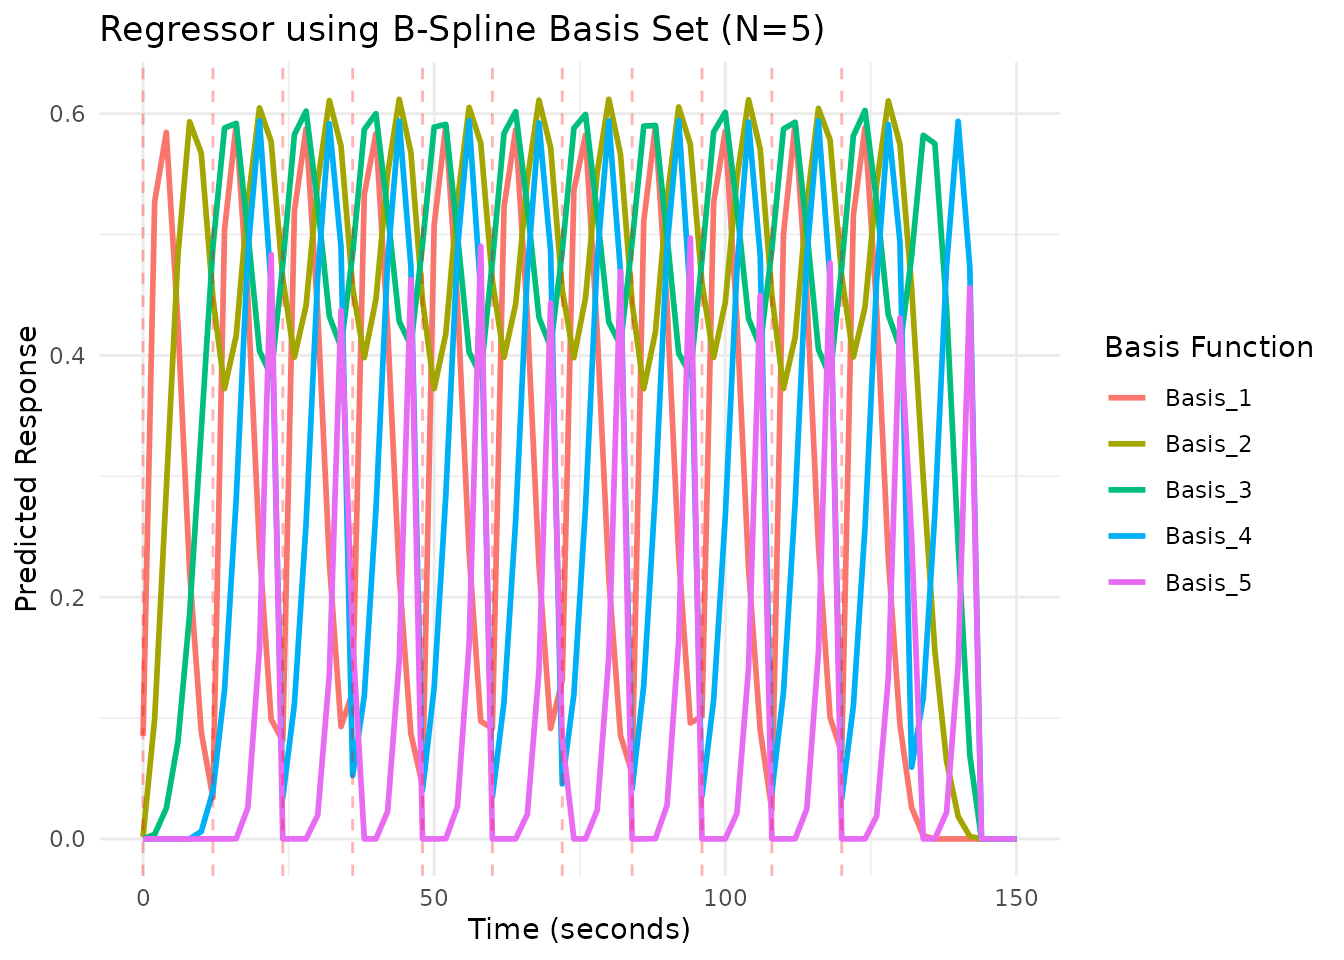 Regressor using B-Spline Basis Set (N=5)
Predicted Response
0.6
0.4
0.2
0.0
0
50
100
150
Time (seconds)
Basis Function
Basis_1
Basis_2
Basis_3
Basis_4
Basis_5